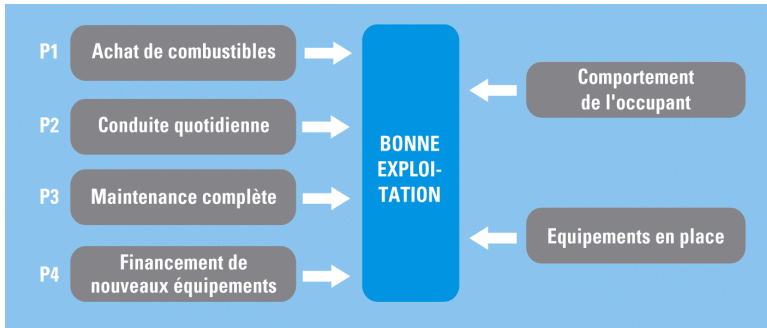 P1 Achat de combustibles
P2 Conduite quotidienne
P3 Maintenance complète
P4 Financement de
nouveaux équipements
BONNE
EXPLOI-
TATION
Comportement
de l'occupant
Equipements en place